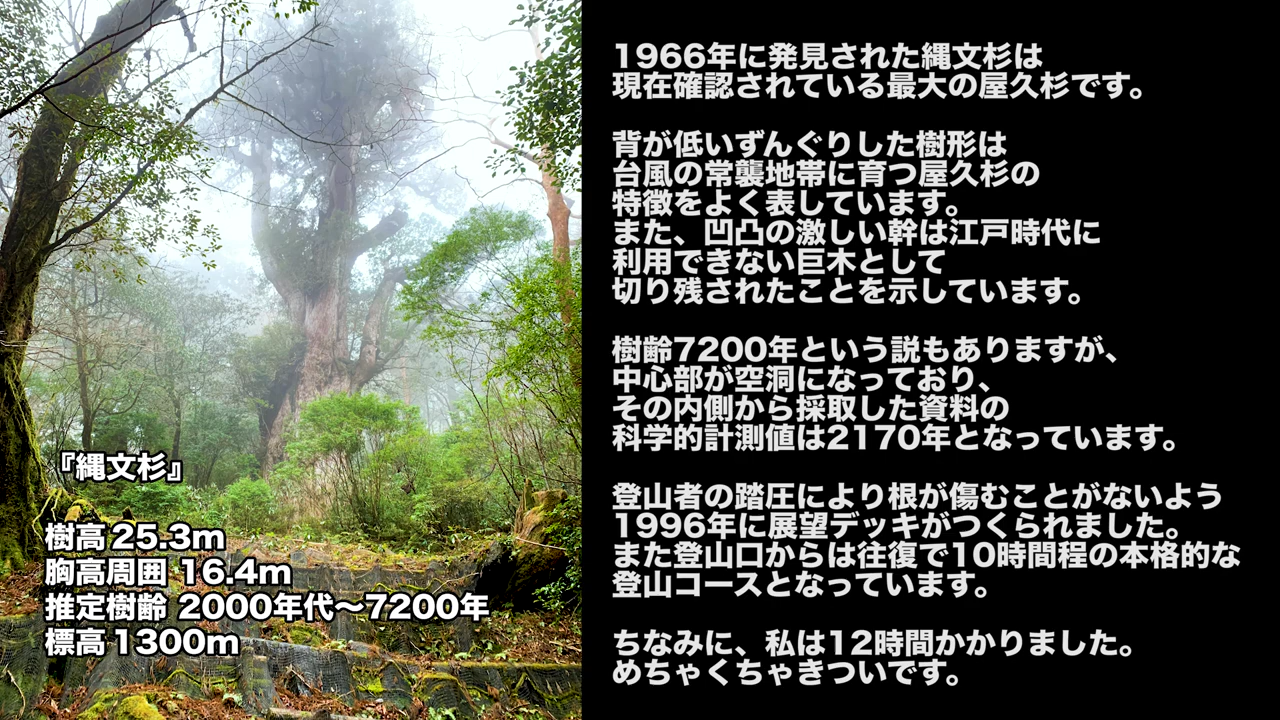 『縄文杉』
樹高 25.3m
胸高周囲 16.4m
推定樹齢 2000年代～7200年
標高 1300m
1966年に発見された縄文杉は
現在確認されている最大の屋久杉です。
背が低いずんぐりした樹形は
台風の常襲地帯に育つ屋久杉の
特徴をよく表しています。
また、凹凸の激しい幹は江戸時代に
利用できない巨木として
切り残されたことを示しています。
樹齢7200年という説もありますが、
中心部が空洞になっており、
その内側から採取した資料の
科学的計測値は2170年となっています。
登山者の踏圧により根が傷むことがないよう
1996年に展望デッキがつくられました。
また登山口からは往復で10時間程の本格的な
登山コースとなっています。
ちなみに、私は12時間かかりました。
めちゃくちゃきついです。